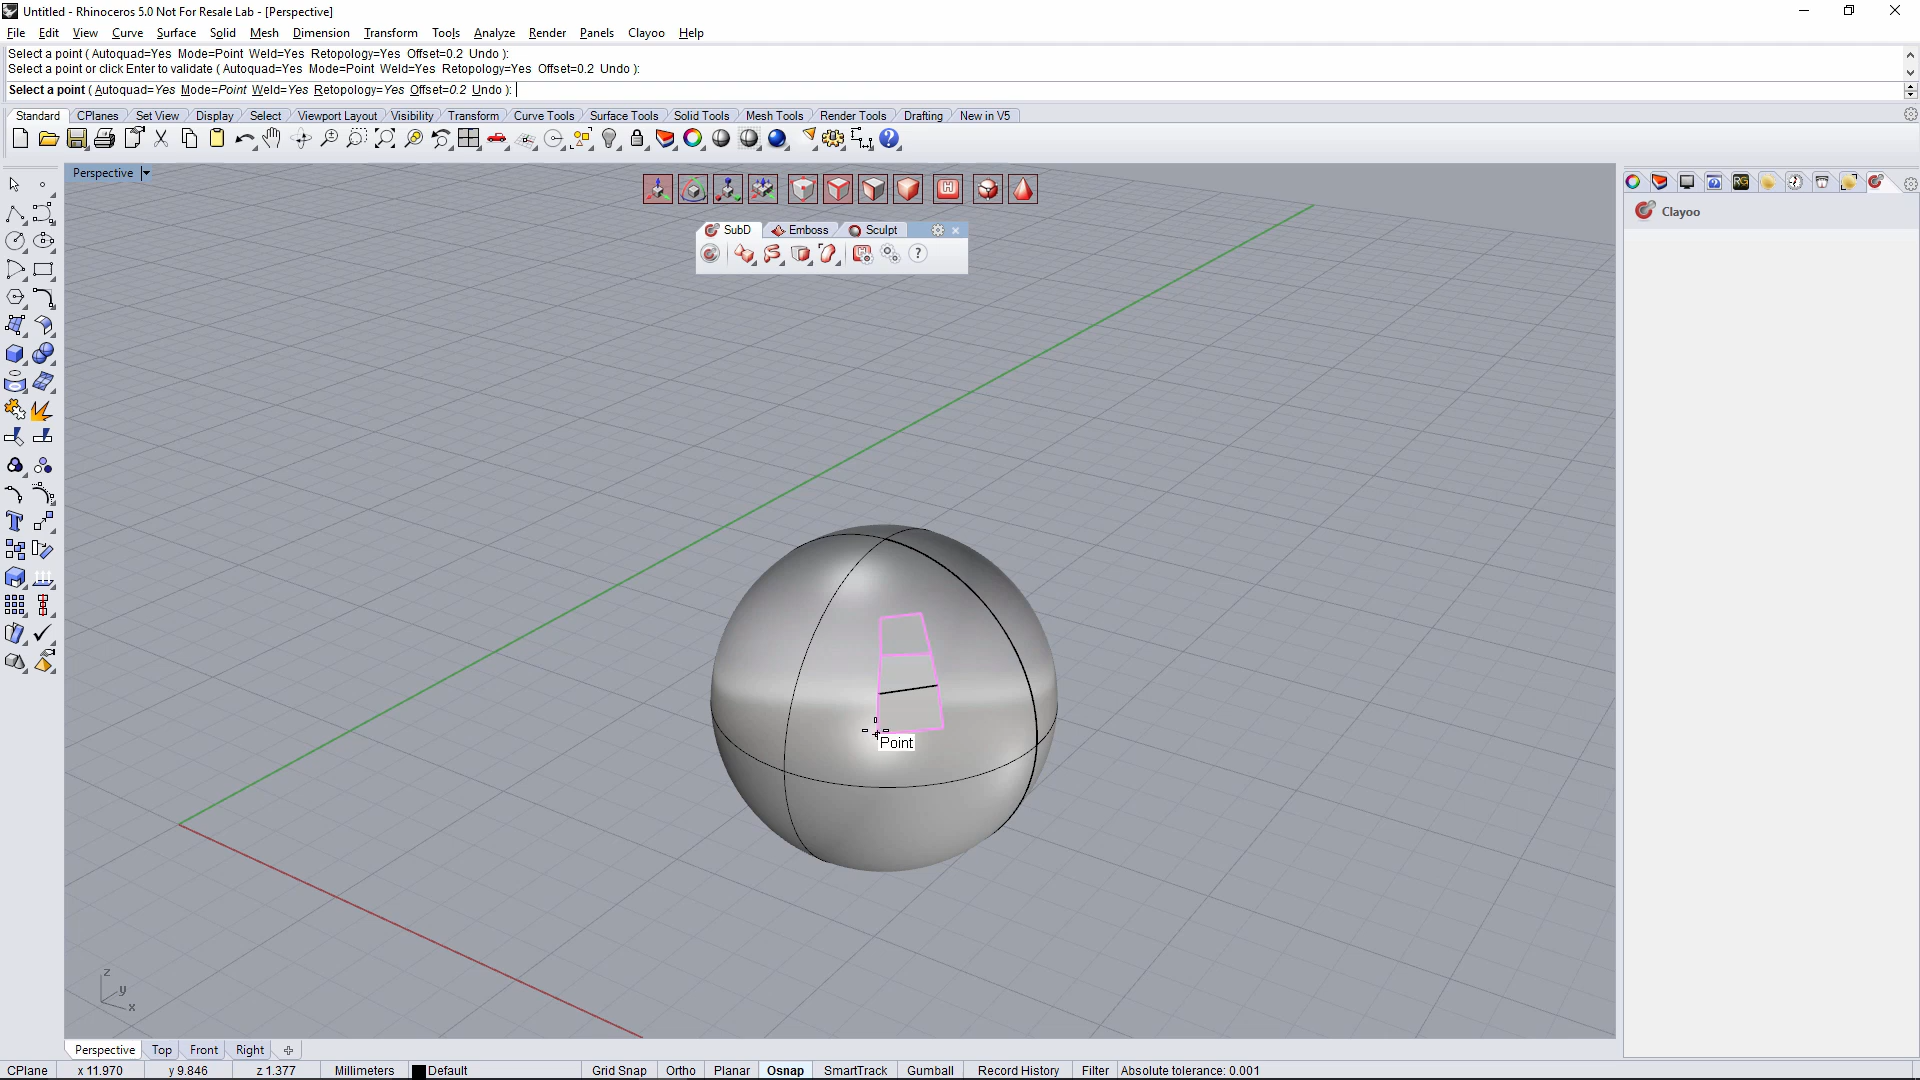 Untitled - Rhinoceros 5.0 Not For Resale Lab - [Perspective]
File Edit View Curve Surface Solid Mesh Dimension Transform Tools Analyze Render Panels Clayoo Help
Select a point ( Autoquad=Yes Mode=Point Weld=Yes Retopology=Yes Offset=0.2 Undo ):
Select a point or click Enter to validate ( Autoquad=Yes Mode=Point Weld=Yes Retopology=Yes Offset=0.2 Undo ):
Select a point ( Autoquad=Yes Mode=Point Weld=Yes Retopology=Yes Offset=0.2 Undo ):
Standard CPlanes Set View Display Select Viewport Layout Visibility Transform Curve Tools Surface Tools Solid Tools Mesh Tools Render Tools Drafting New in V5
Perspective
Clayoo
SubD Emboss Sculpt
Point
z
y
x
Perspective Top Front Right
CPlane x 11.970 y 9.846 z 1.377 Millimeters Default Grid Snap Ortho Planar Osnap SmartTrack Gumball Record History Filter Absolute tolerance: 0.001